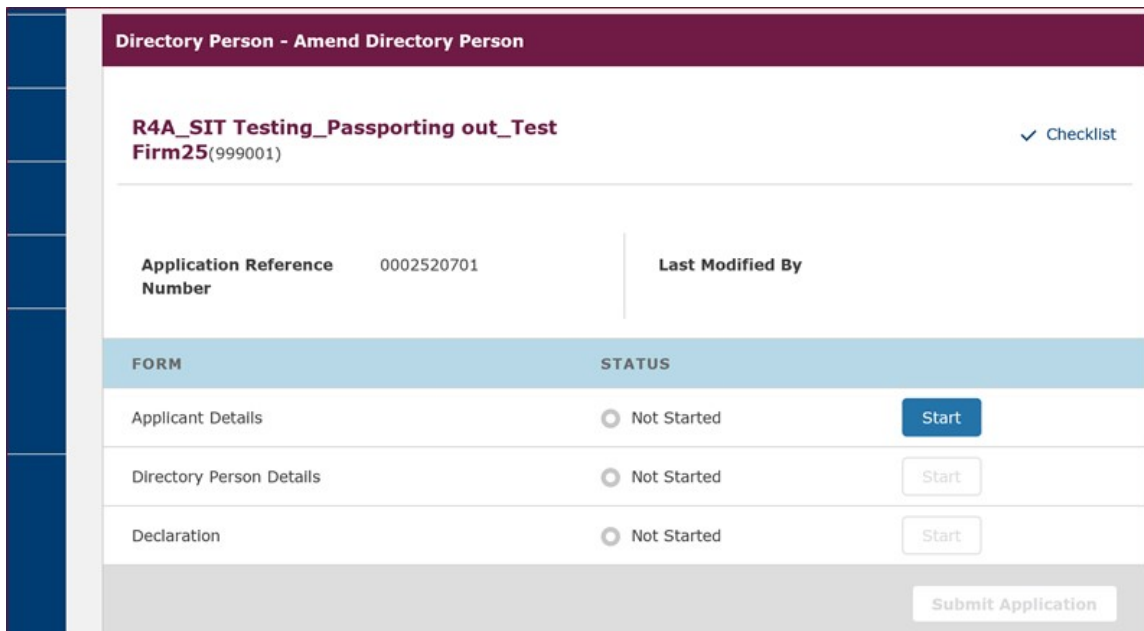 Directory Person - Amend Directory Person
R4A_SIT Testing_Passporting out_Test
Firm25(999001)
Checklist
Application Reference
Number
0002520701
Last Modified By
FORM STATUS
Applicant Details Not Started Start
Directory Person Details Not Started Start
Declaration Not Started Start
Submit Application